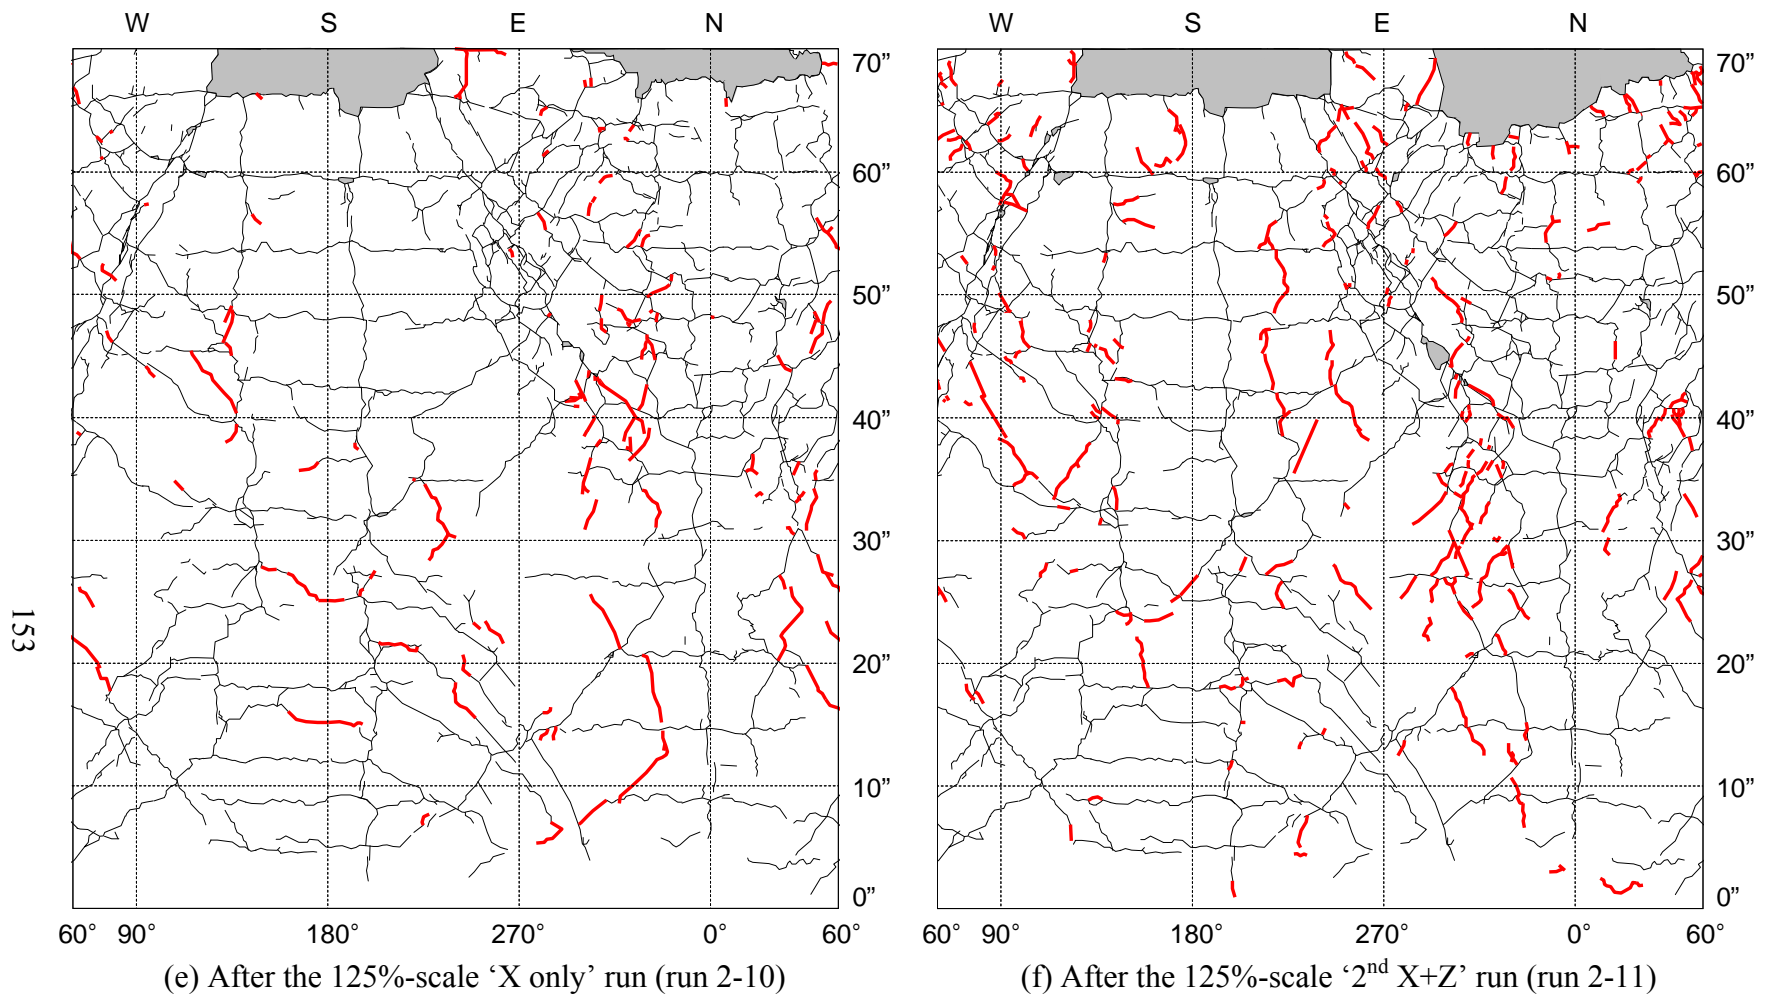 W S E N
70”
60”
50”
40”
30”
20”
10”
0”
60° 90° 180° 270° 0° 60°
(e) After the 125%-scale ‘X only’ run (run 2-10)
W S E N
70”
60”
50”
40”
30”
20”
10”
0”
60° 90° 180° 270° 0° 60°
(f) After the 125%-scale ‘2nd X+Z’ run (run 2-11)
153